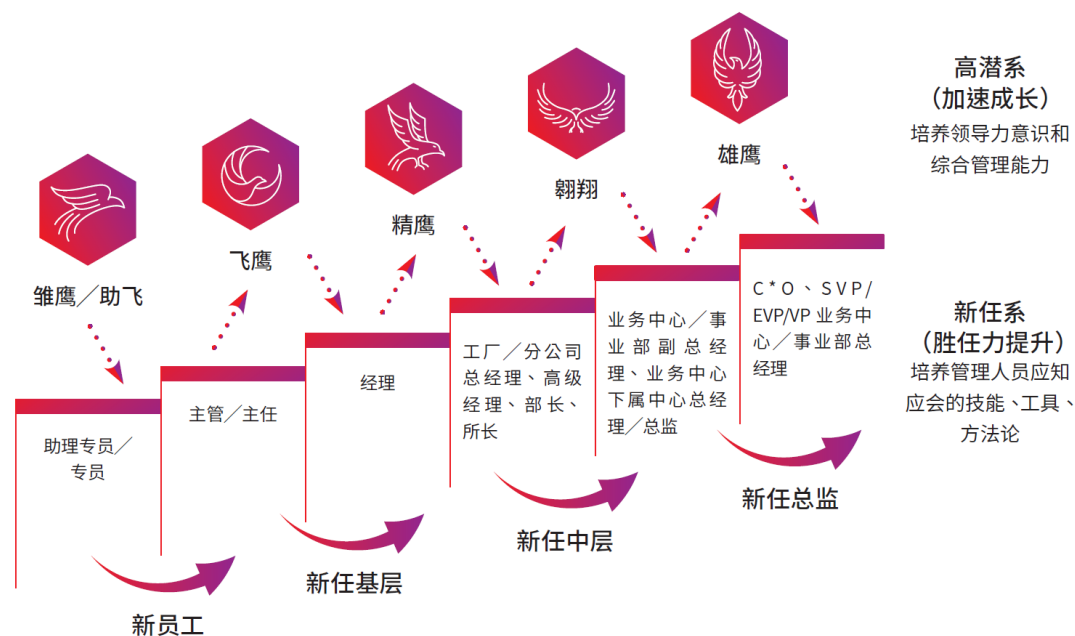 雏鹰／助飞
飞鹰
精鹰
翱翔
雄鹰
高潜系
（加速成长）
培养领导力意识和
综合管理能力
助理专员／
专员
主管／主任
经理
工厂／分公司
总经理、高级
经理、部长、
所长
业务中心／事
业部副总经
理、业务中心
下属中心总经
理／总监
C*O、SVP/
EVP/VP 业务中
心／事业部总
经理
新任系
（胜任力提升）
培养管理人员应知
应会的技能、工具、
方法论
新员工
新任基层
新任中层
新任总监